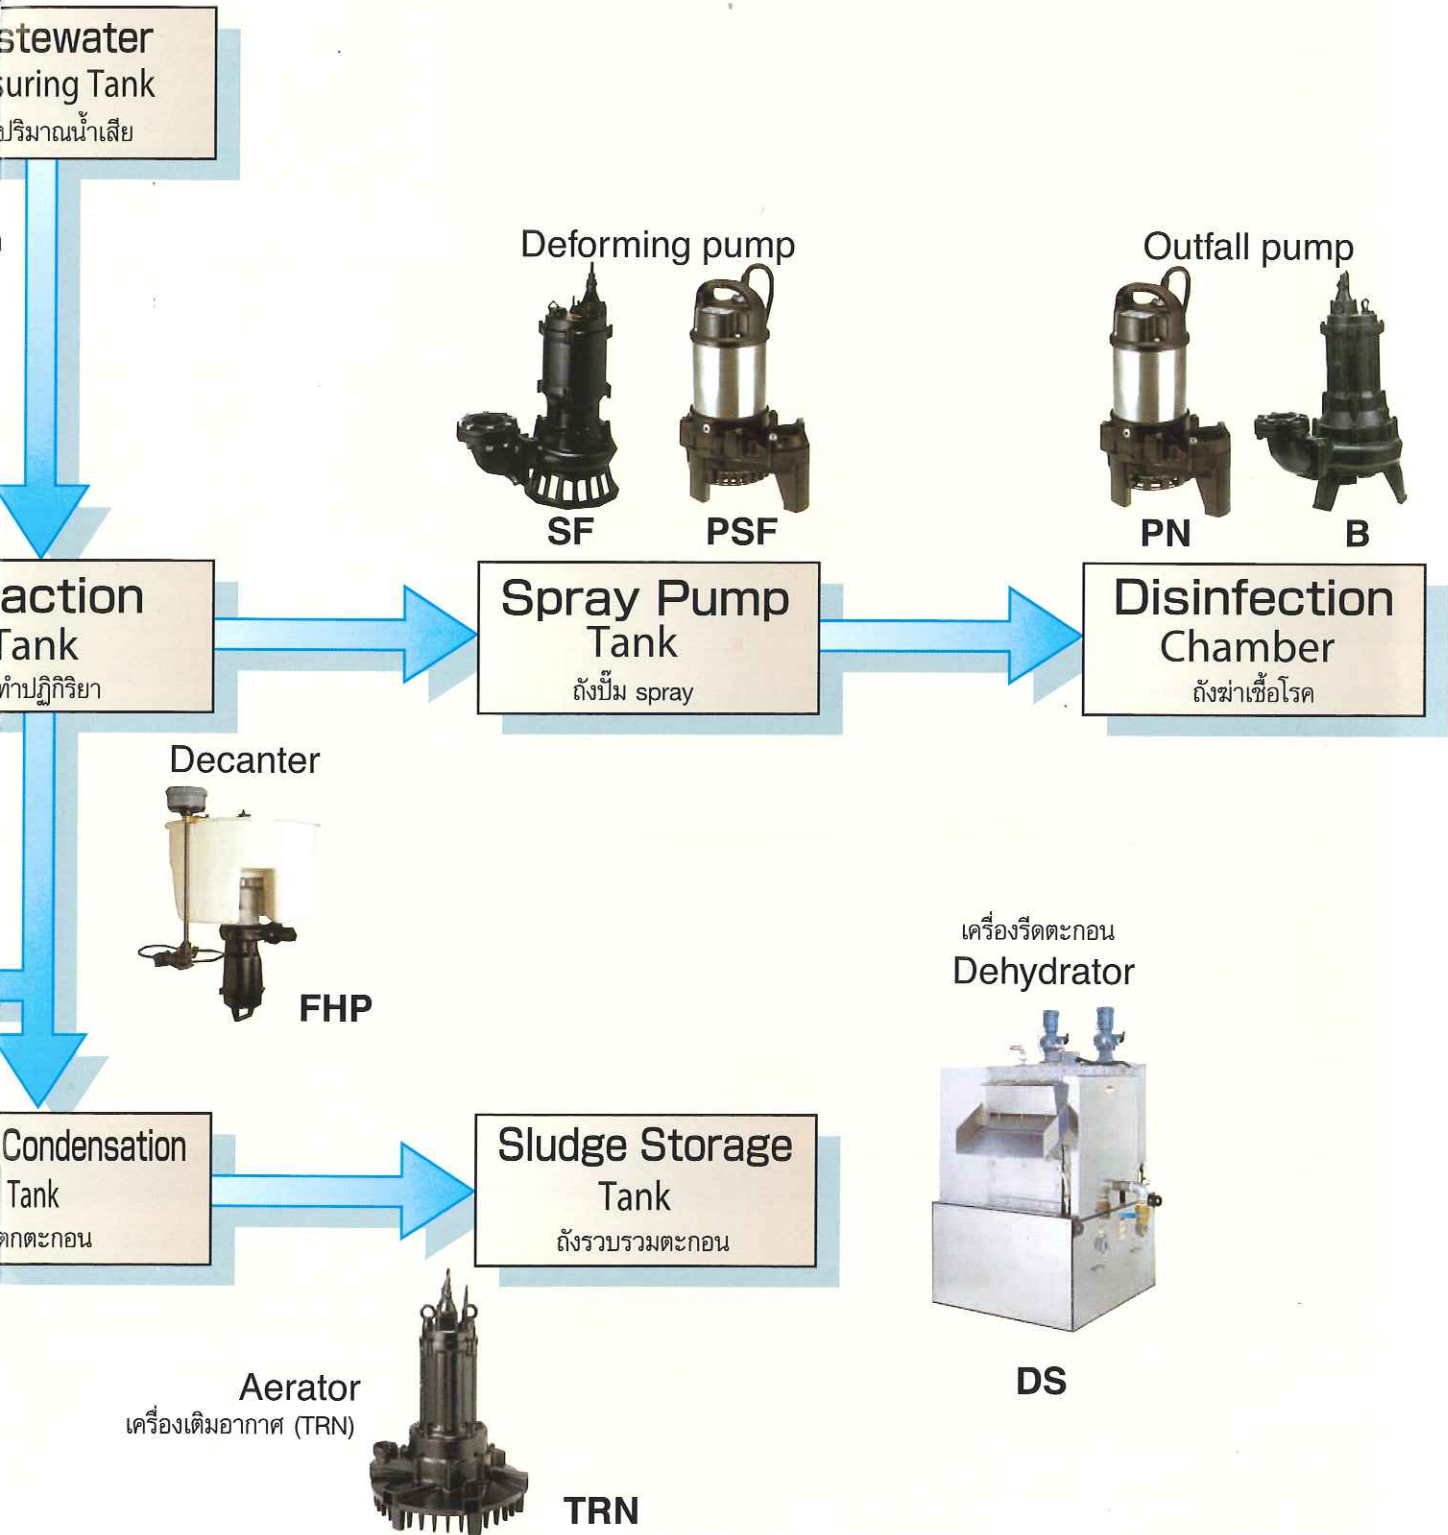 stewater
suring Tank
ปริมาณน้ำเสีย
Deforming pump
Outfall pump
SF
PSF
PN
B
action
Tank
ทำปฏิกิริยา
Spray Pump
Tank
ถังปั๊ม spray
Disinfection
Chamber
ถังฆ่าเชื้อโรค
Decanter
FHP
เครื่องรีดตะกอน
Dehydrator
DS
Condensation
Tank
ตกตะกอน
Sludge Storage
Tank
ถังรวบรวมตะกอน
Aerator
เครื่องเติมอากาศ (TRN)
TRN